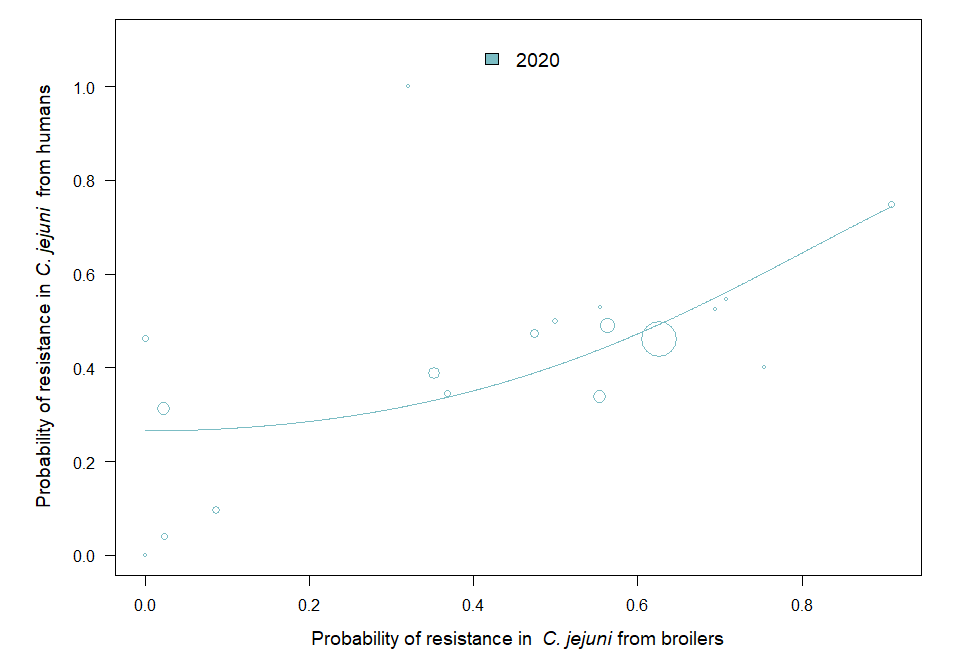 2020
1.0
0.8
0.6
0.4
0.2
0.0
Probability of resistance in C. jejuni from humans
0.0 0.2 0.4 0.6 0.8
Probability of resistance in C. jejuni from broilers